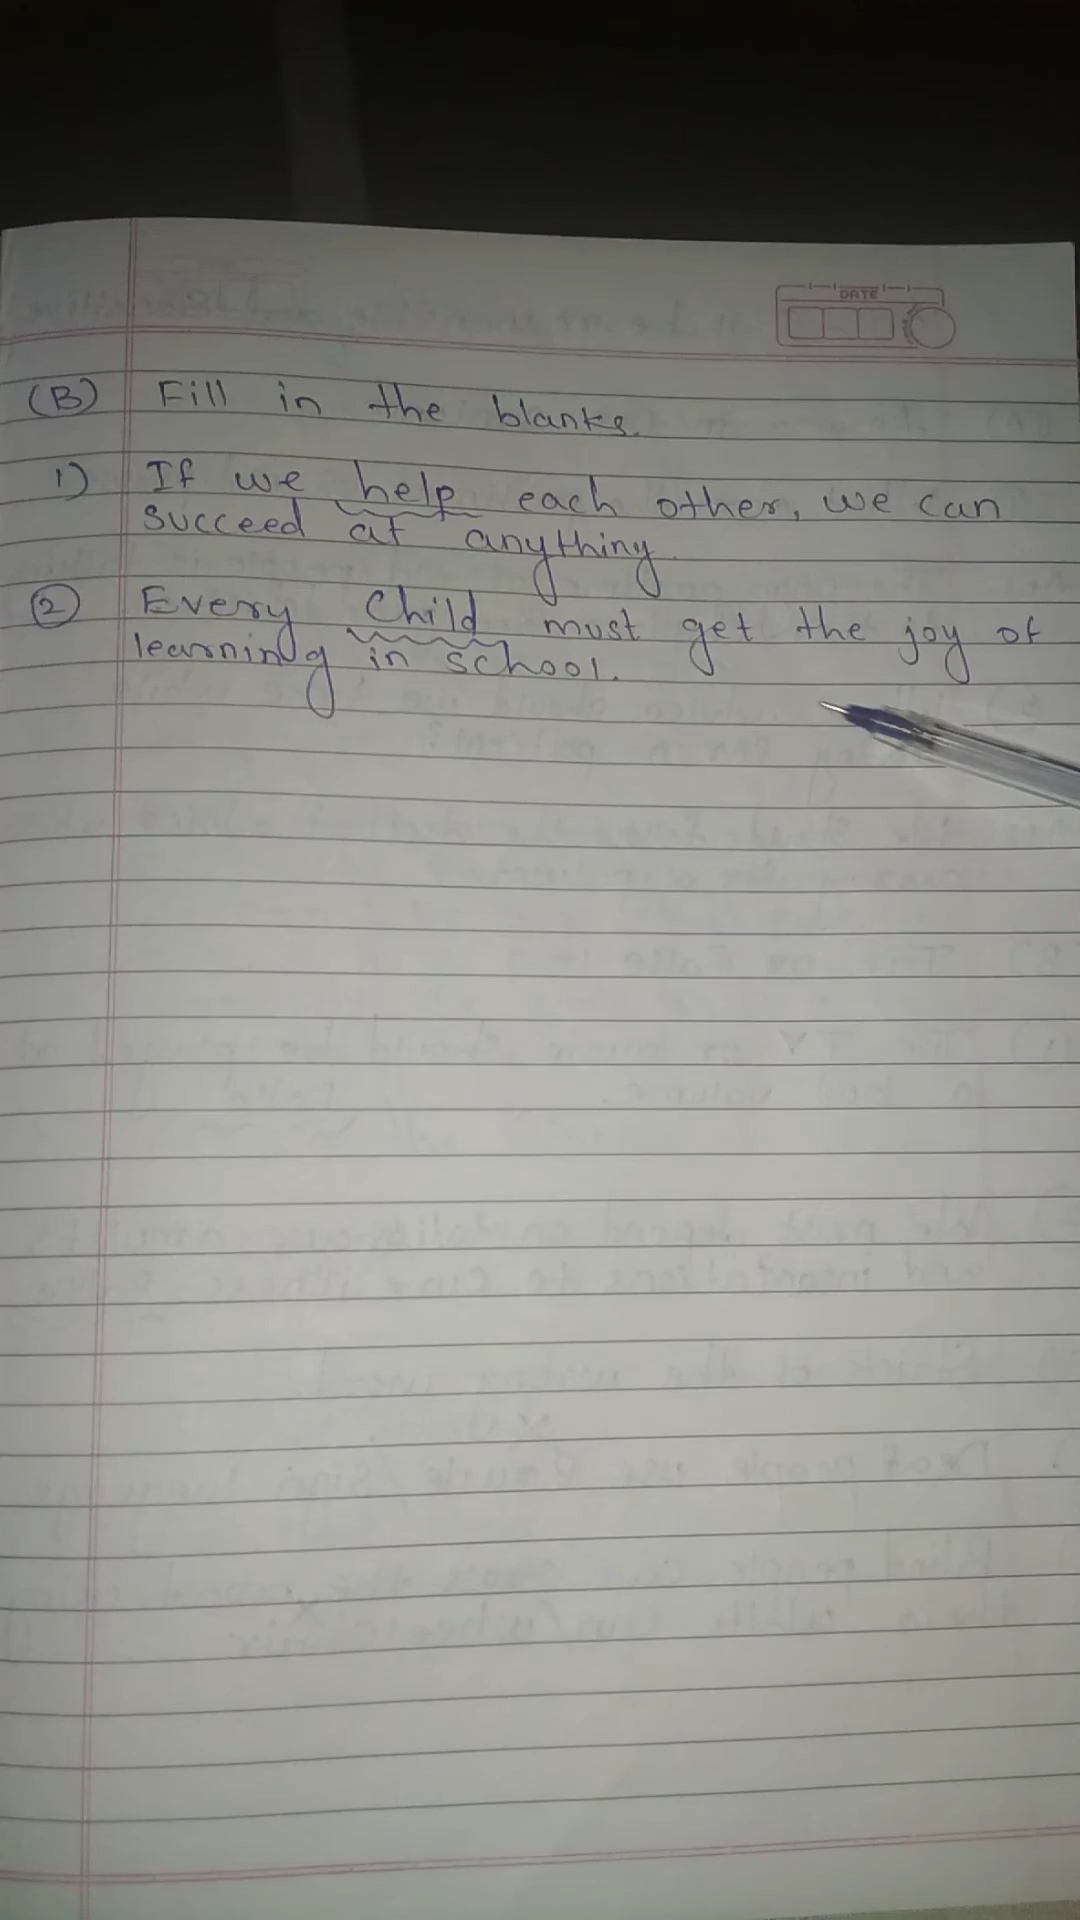 DATE
(B) Fill in the blanks.
1) If we help each other, we can
succeed at anything.
2 Every Child must get the joy of
learning in school.